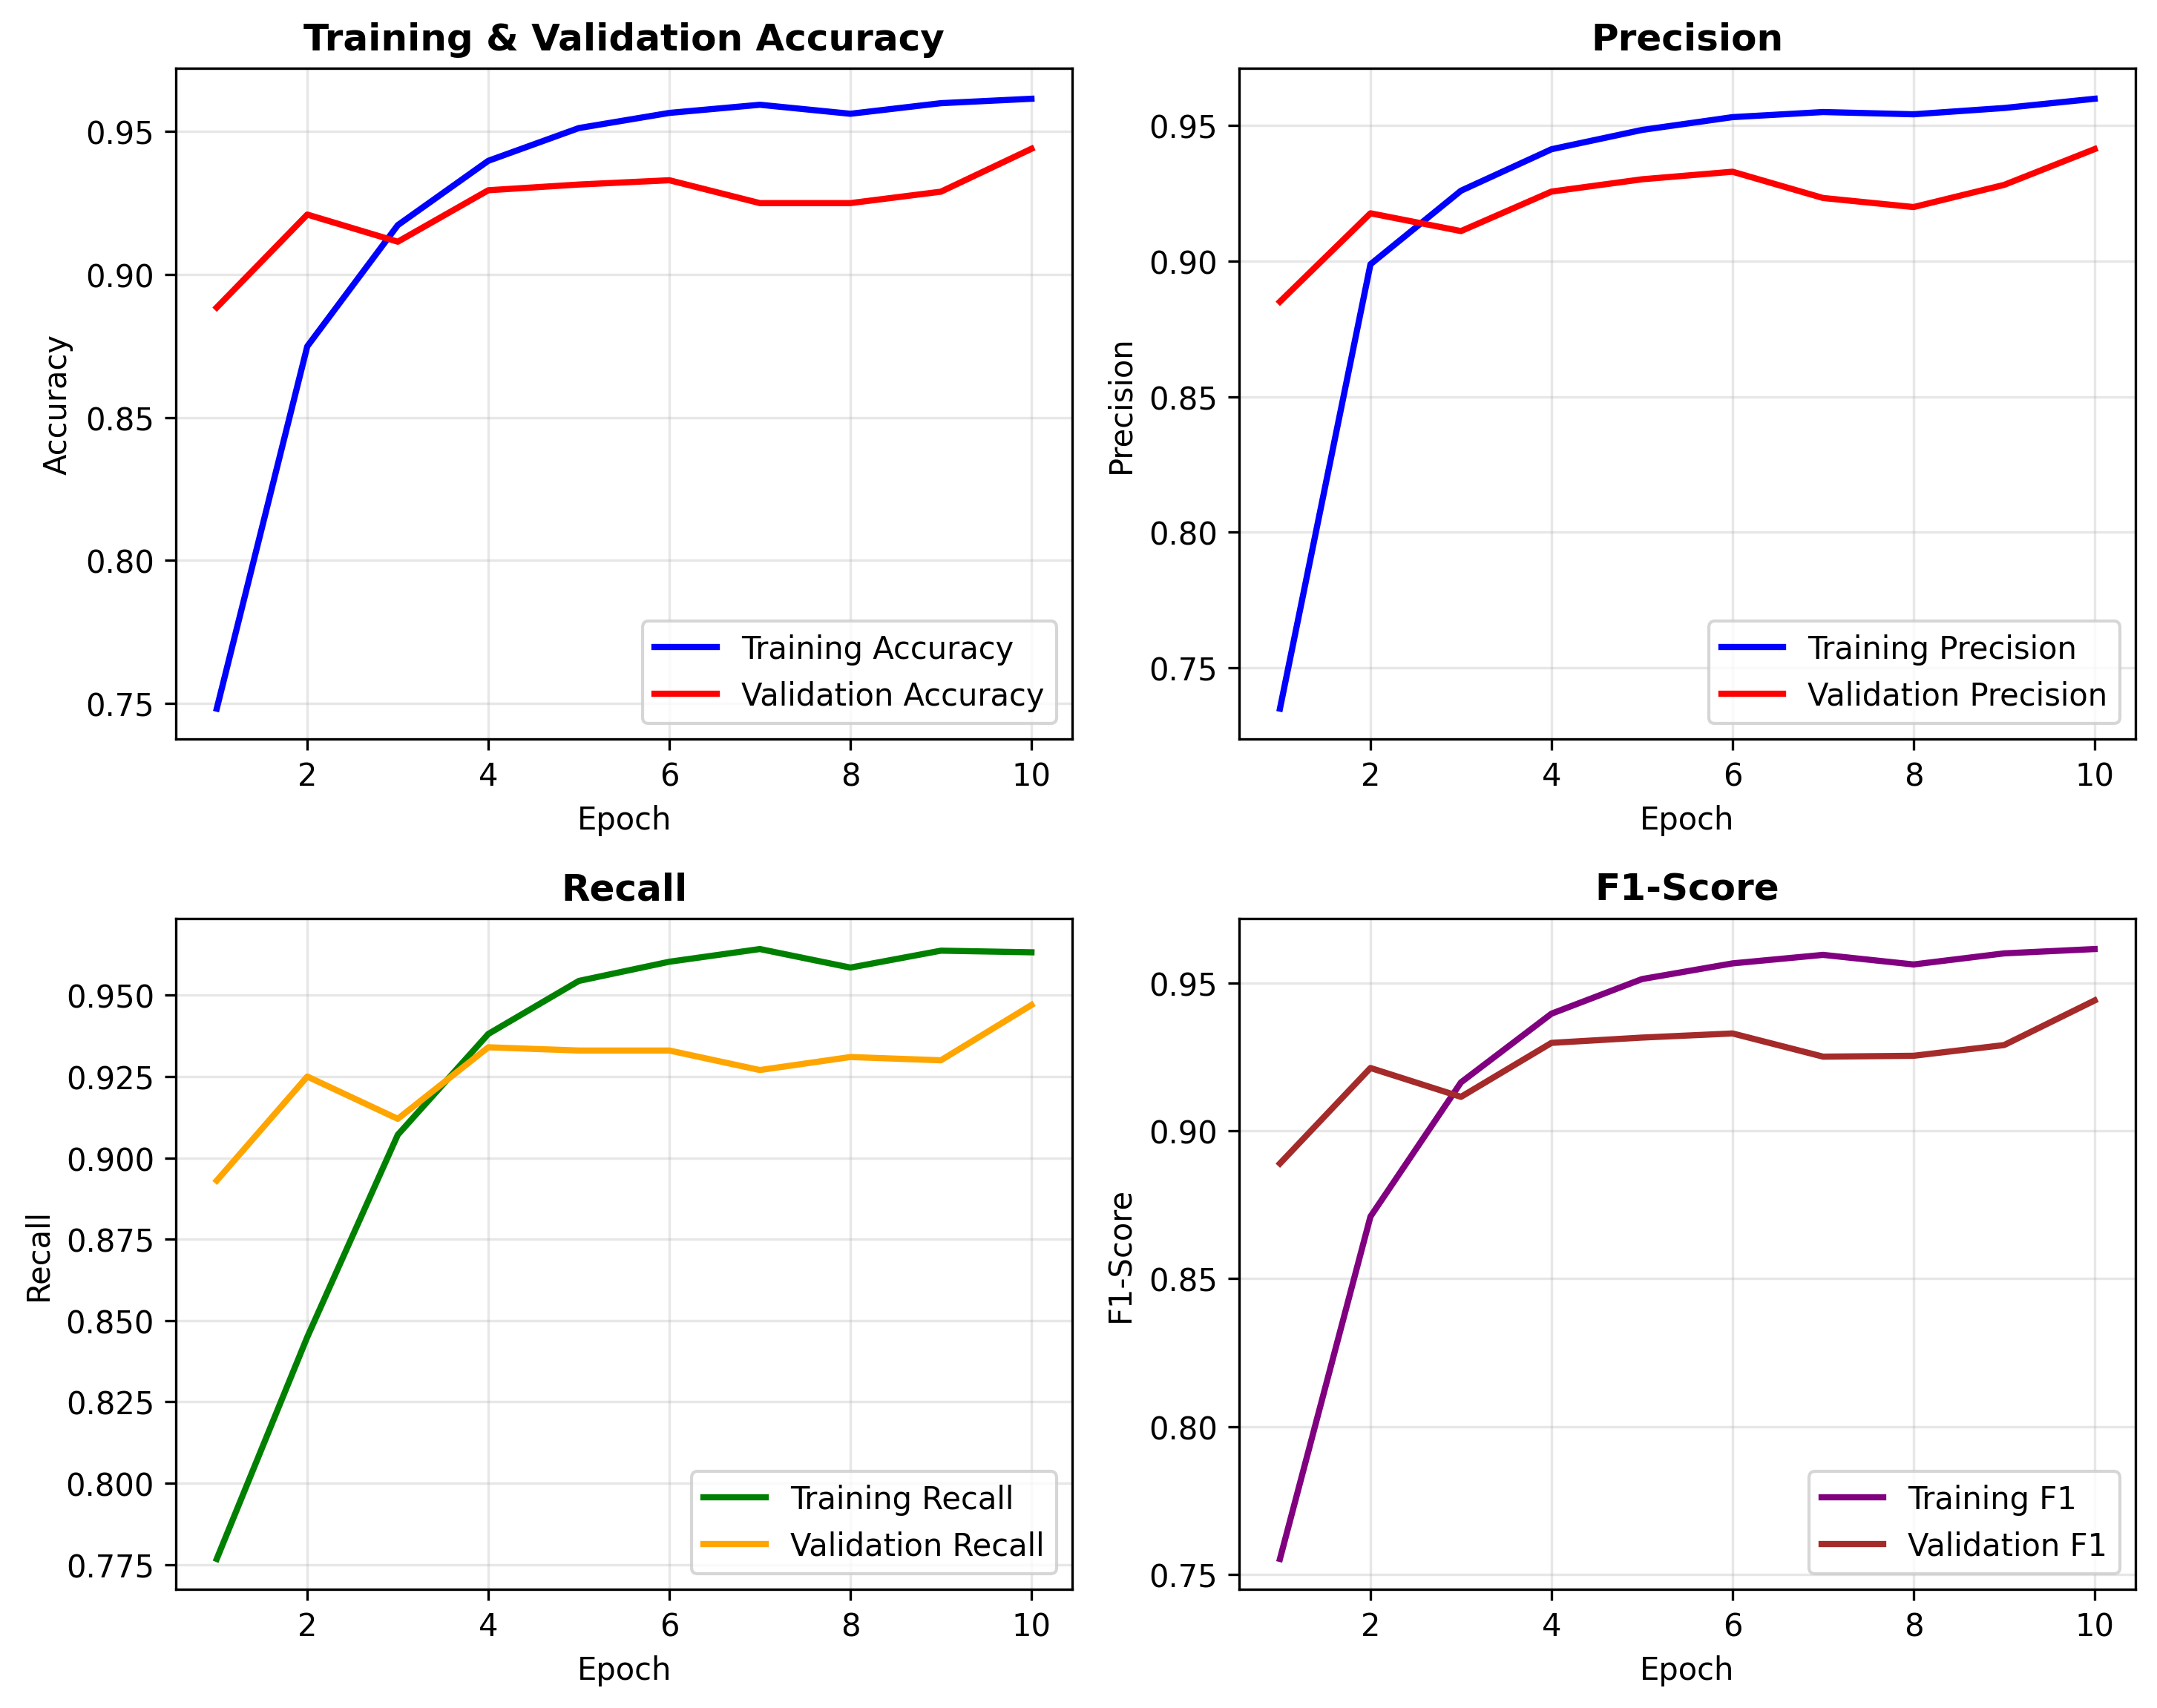 Training & Validation Accuracy
Accuracy
0.95
0.90
0.85
0.80
0.75
Training Accuracy
Validation Accuracy
2 4 6 8 10
Epoch
Precision
Precision
0.95
0.90
0.85
0.80
0.75
Training Precision
Validation Precision
2 4 6 8 10
Epoch
Recall
Recall
0.950
0.925
0.900
0.875
0.850
0.825
0.800
0.775
Training Recall
Validation Recall
2 4 6 8 10
Epoch
F1-Score
F1-Score
0.95
0.90
0.85
0.80
0.75
Training F1
Validation F1
2 4 6 8 10
Epoch